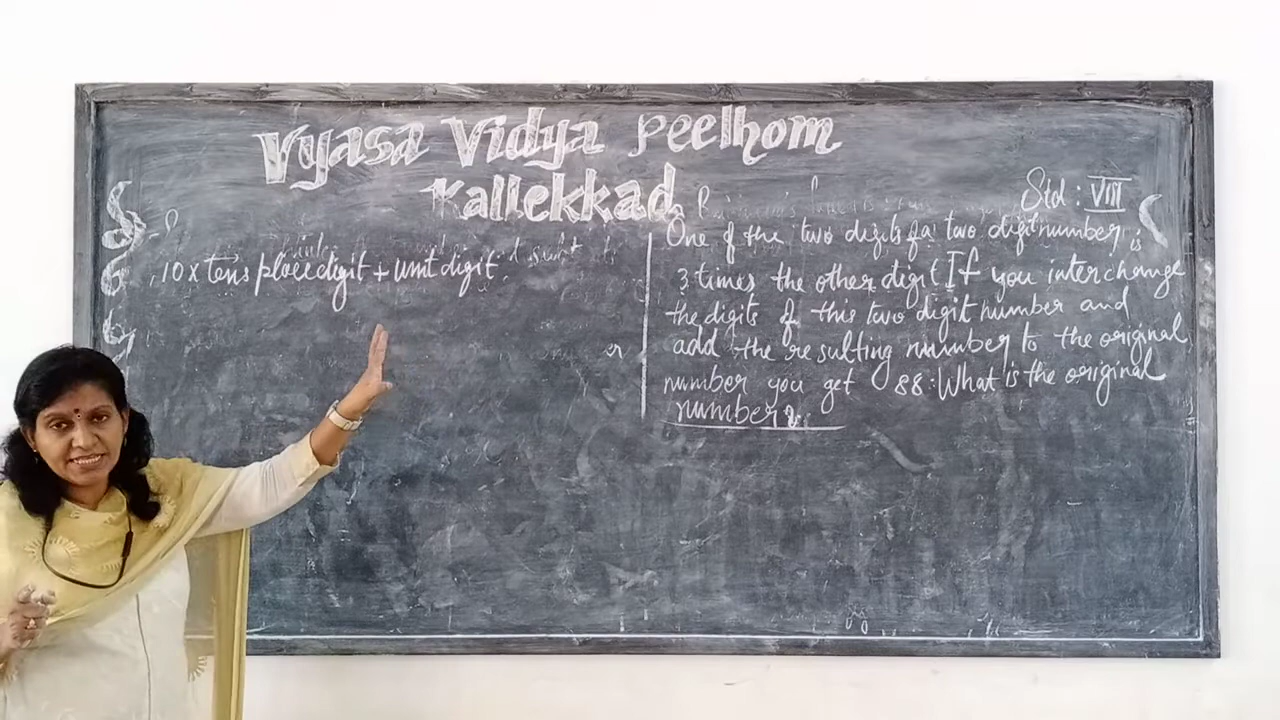 Vyasa Vidya Peelhom
Kallekkad
Std : VIII
10 x tens place digit + Unit digit.
One of the two digits of a two digit number is
3 times the other digit. If you interchange
the digits of this two digit number and
add the resulting number to the original
number you get 88. What is the original
number?